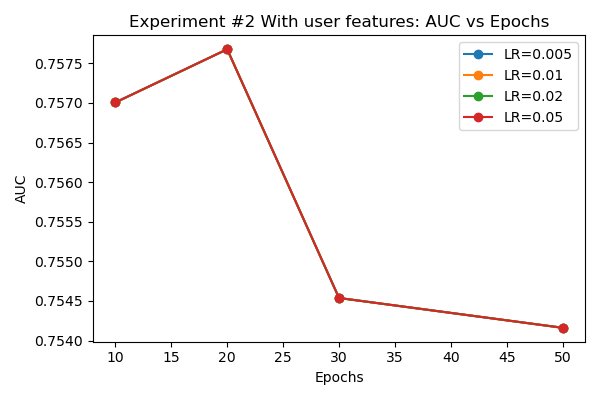 Experiment #2 With user features: AUC vs Epochs
LR=0.005
LR=0.01
LR=0.02
LR=0.05
0.7575
0.7570
0.7565
0.7560
0.7555
0.7550
0.7545
0.7540
AUC
10 15 20 25 30 35 40 45 50
Epochs